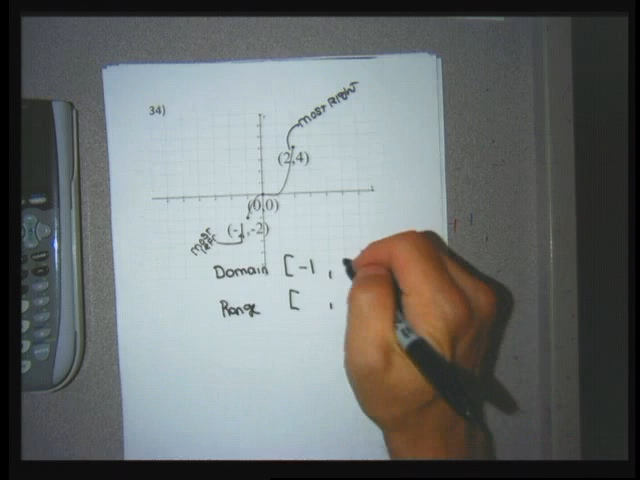 34)
most Right
(2,4)
(0,0)
(-1,-2)
most
Left
Domain [-1 ,
Range [ ,